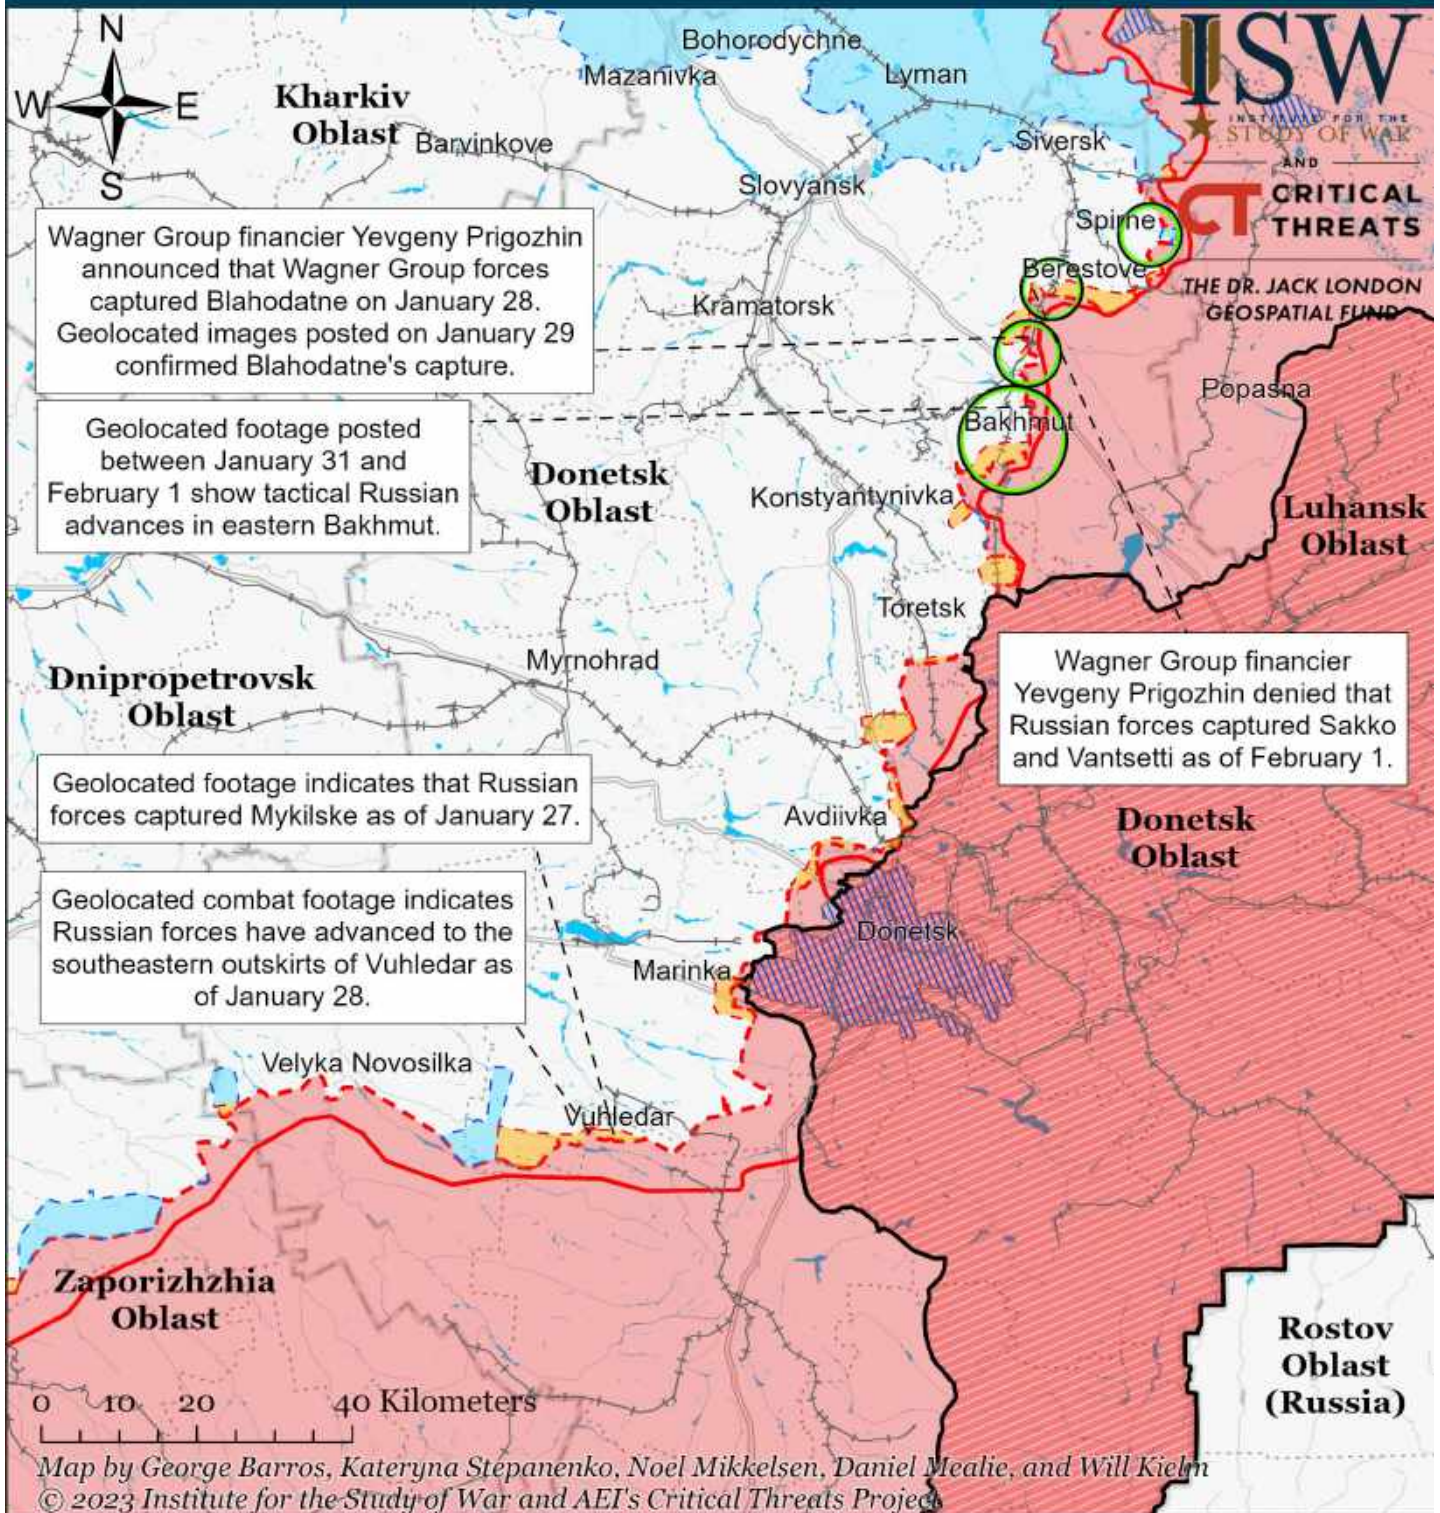 N
W
E
S
ISW
INSTITUTE FOR THE
STUDY OF WAR
AND
CT CRITICAL
THREATS
THE DR. JACK LONDON
GEOSPATIAL FUND
Bohorodychne
Mazanivka
Lyman
Kharkiv
Oblast
Barvinkove
Siversk
Slovyansk
Spirne
Wagner Group financier Yevgeny Prigozhin
announced that Wagner Group forces
captured Blahodatne on January 28.
Geolocated images posted on January 29
confirmed Blahodatne's capture.
Berestove
Kramatorsk
Popasna
Geolocated footage posted
between January 31 and
February 1 show tactical Russian
advances in eastern Bakhmut.
Bakhmut
Donetsk
Oblast
Konstyantynivka
Luhansk
Oblast
Toretsk
Myrnohrad
Wagner Group financier
Yevgeny Prigozhin denied that
Russian forces captured Sakko
and Vantsetti as of February 1.
Dnipropetrovsk
Oblast
Geolocated footage indicates that Russian
forces captured Mykilske as of January 27.
Avdiivka
Donetsk
Oblast
Geolocated combat footage indicates
Russian forces have advanced to the
southeastern outskirts of Vuhledar as
of January 28.
Donetsk
Marinka
Velyka Novosilka
Vuhledar
Zaporizhzhia
Oblast
Rostov
Oblast
(Russia)
0 10 20 40 Kilometers
Map by George Barros, Kateryna Stepanenko, Noel Mikkelsen, Daniel Mealie, and Will Kielm
© 2023 Institute for the Study of War and AEI's Critical Threats Project